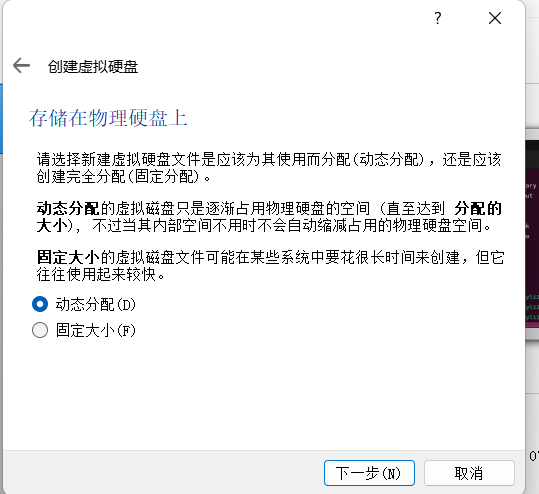 ?
创建虚拟硬盘
存储在物理硬盘上
请选择新建虚拟硬盘文件是应该为其使用而分配(动态分配)，还是应该
创建完全分配(固定分配)。
动态分配的虚拟磁盘只是逐渐占用物理硬盘的空间 (直至达到 分配的
大小)，不过当其内部空间不用时不会自动缩减占用的物理硬盘空间。
固定大小的虚拟磁盘文件可能在某些系统中要花很长时间来创建，但它
往往使用起来较快。
动态分配(D)
固定大小(F)
下一步(N)
取消